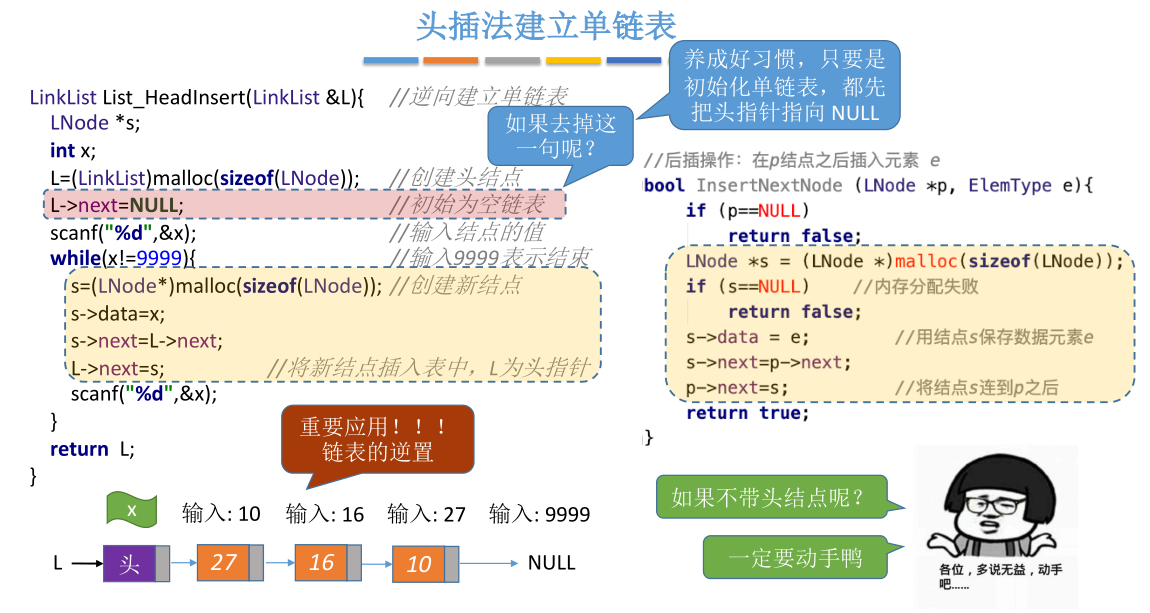 头插法建立单链表
养成好习惯，只要是
初始化单链表，都先
把头指针指向 NULL
如果去掉这
一句呢？
LinkList List_HeadInsert(LinkList &L){ //逆向建立单链表
LNode *s;
int x;
L=(LinkList)malloc(sizeof(LNode)); //创建头结点
L->next=NULL; //初始为空链表
scanf("%d",&x); //输入结点的值
while(x!=9999){ //输入9999表示结束
s=(LNode*)malloc(sizeof(LNode)); //创建新结点
s->data=x;
s->next=L->next;
L->next=s; //将新结点插入表中，L为头指针
scanf("%d",&x);
}
return L;
}
//后插操作：在p结点之后插入元素 e
bool InsertNextNode (LNode *p, ElemType e){
if (p==NULL)
return false;
LNode *s = (LNode *)malloc(sizeof(LNode));
if (s==NULL) //内存分配失败
return false;
s->data = e; //用结点s保存数据元素e
s->next=p->next;
p->next=s; //将结点s连到p之后
return true;
}
重要应用！！！
链表的逆置
x 输入: 10 输入: 16 输入: 27 输入: 9999
L 头 27 16 10 NULL
如果不带头结点呢？
一定要动手鸭
各位，多说无益，动手
吧......